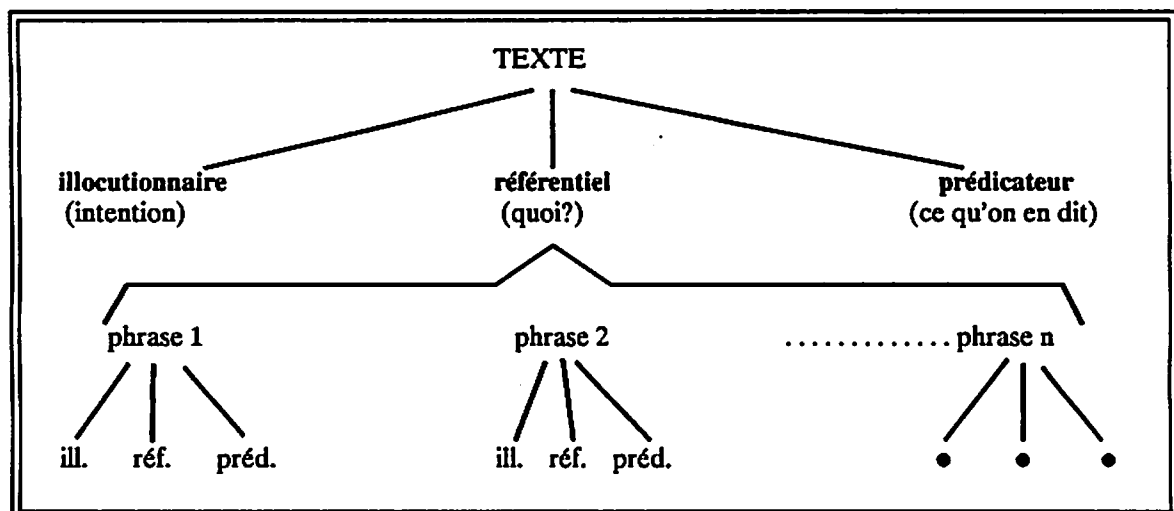 TEXTE
illocutionnaire référentiel prédicateur
(intention) (quoi?) (ce qu'on en dit)
phrase 1 phrase 2 .............phrase n
ill. réf. préd. ill. réf. préd. ● ● ●